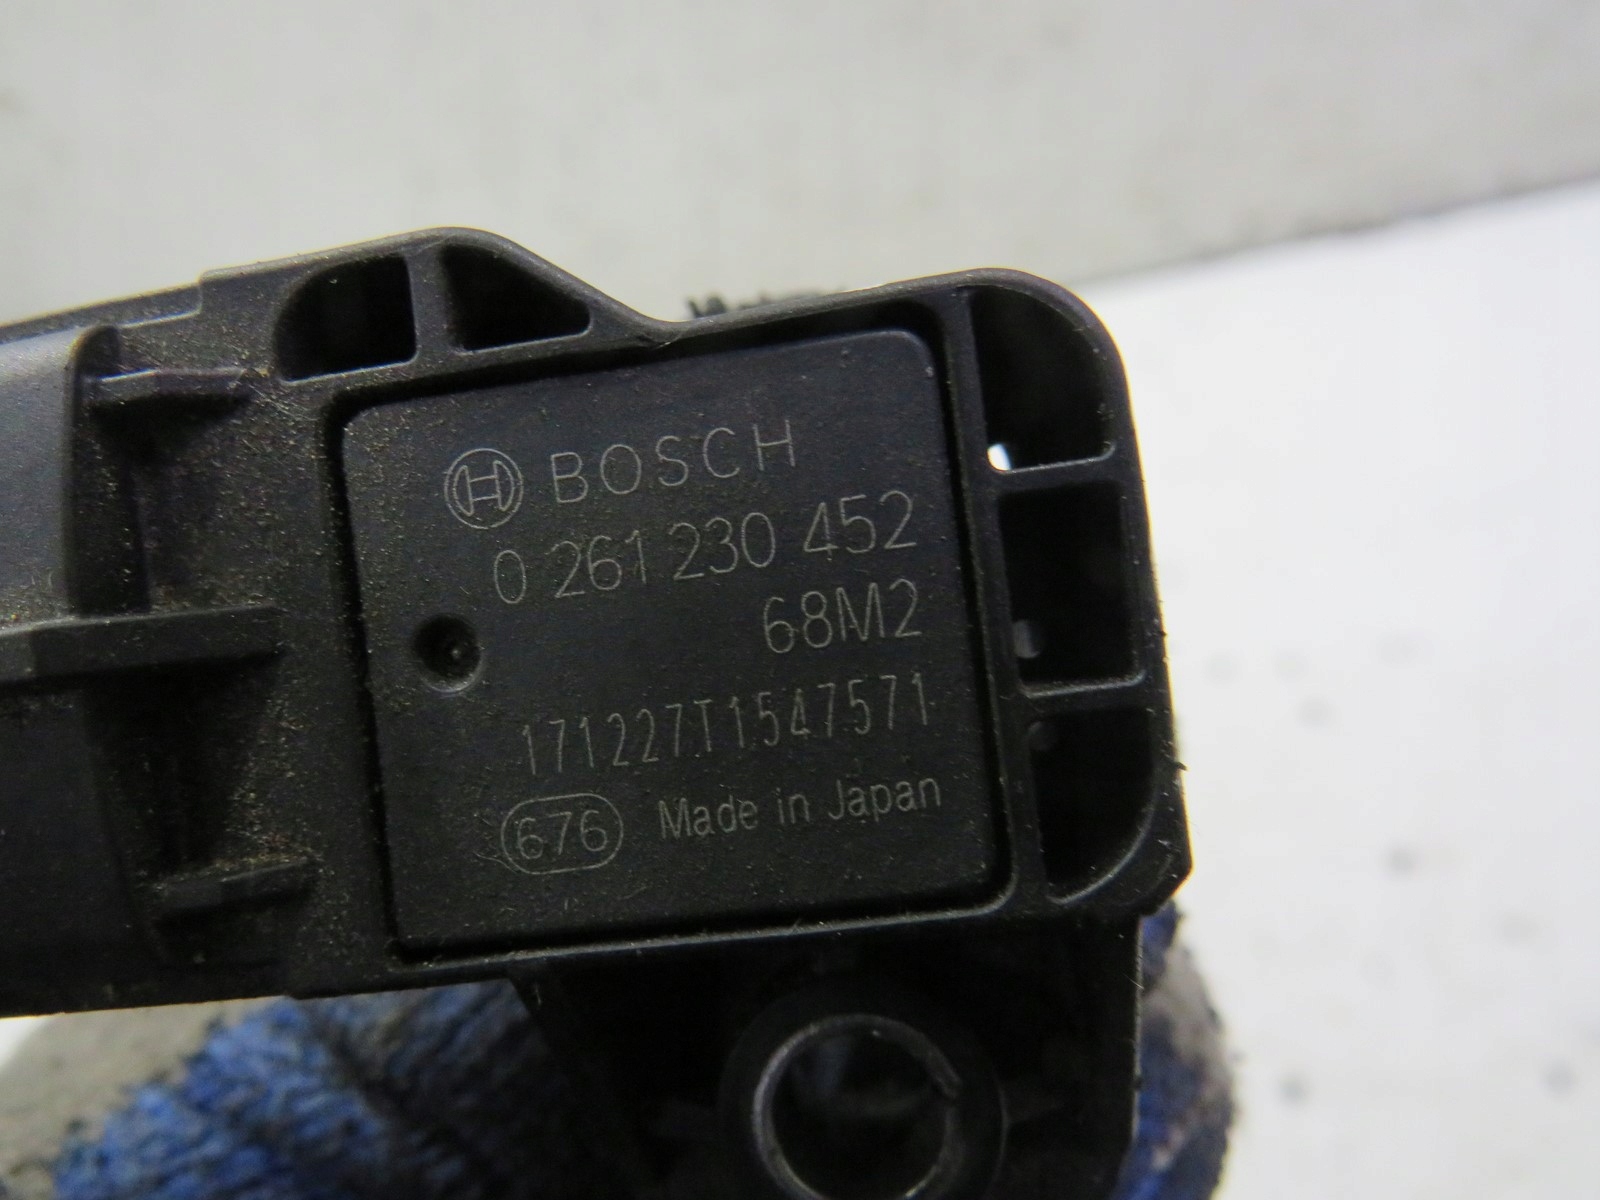 BOSCH
0 261 230 452
68M2
171227T1547571
676 Made in Japan